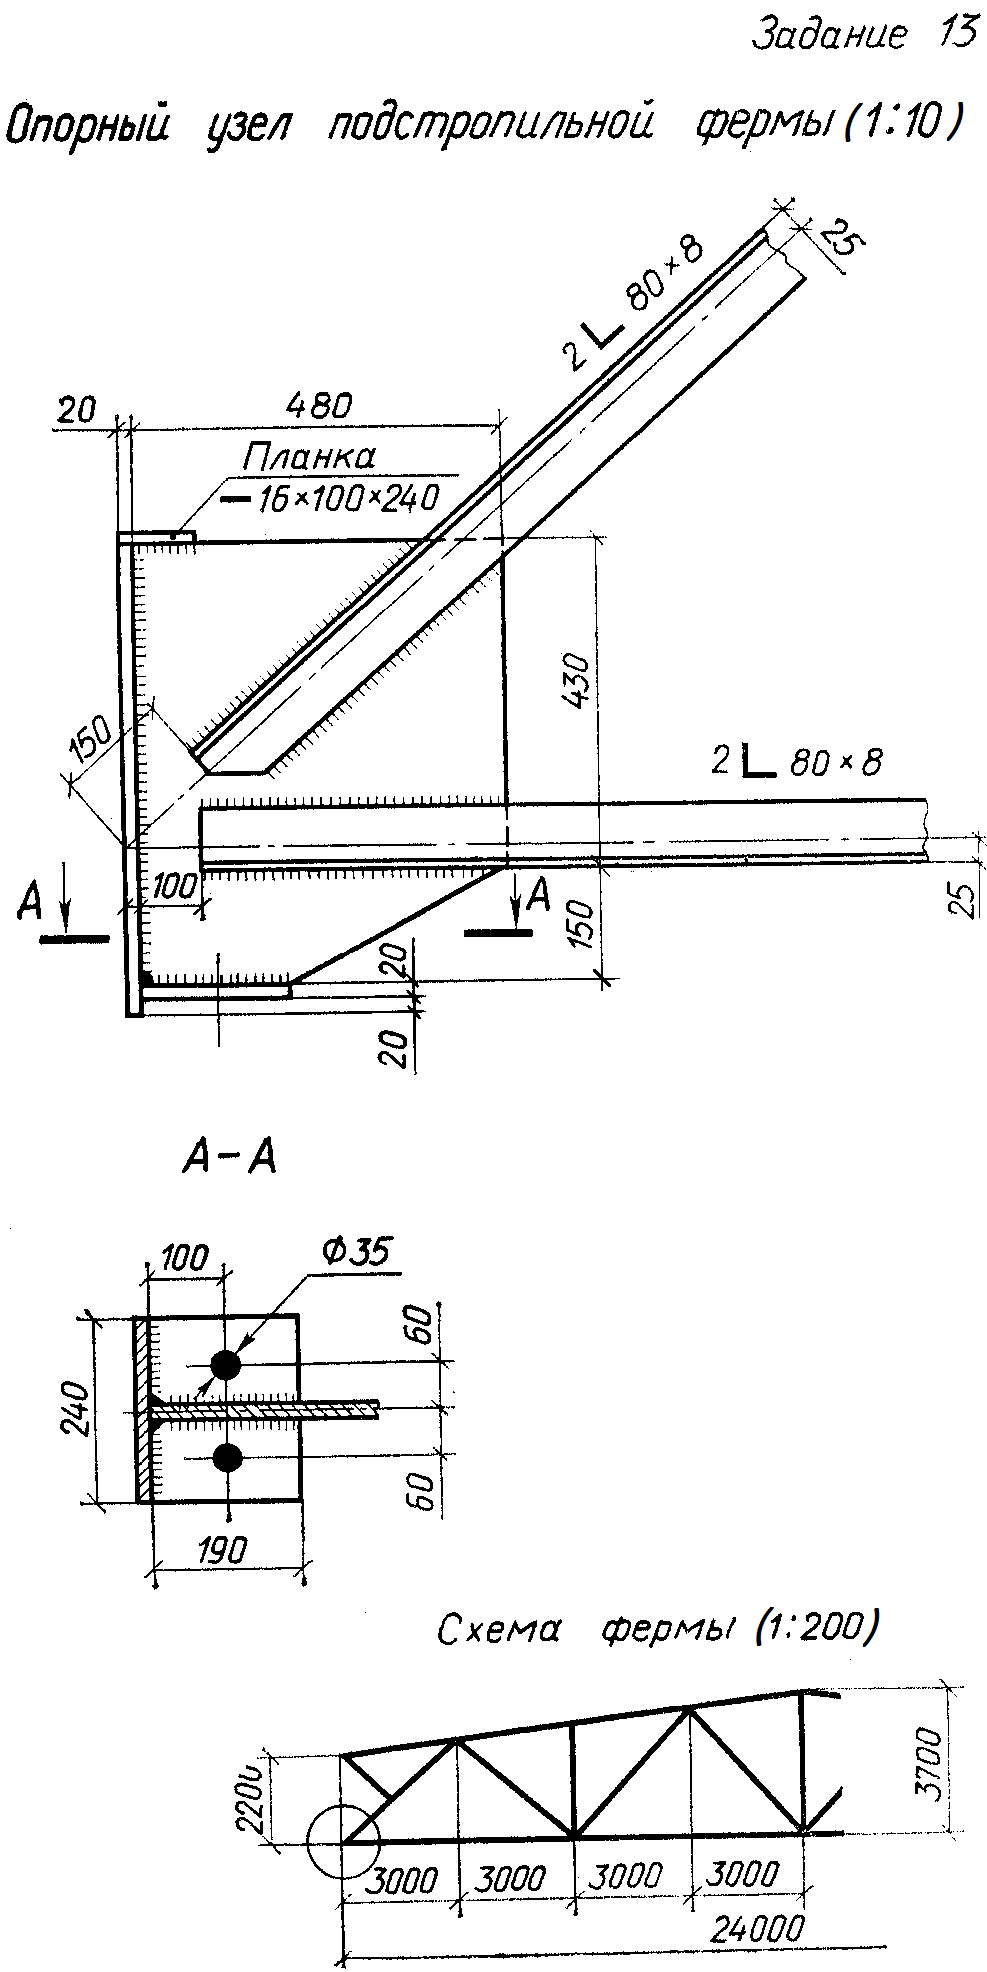 Задание 13
Опорный узел подстропильной фермы (1:10)
25
2 L 80×8
20
480
Планка
— 16×100×240
430
150
2 L 80×8
А
100
А
25
150
20
20
А-А
100
Ф35
60
240
60
190
Схема фермы (1:200)
2200
3700
3000 3000 3000 3000
24000